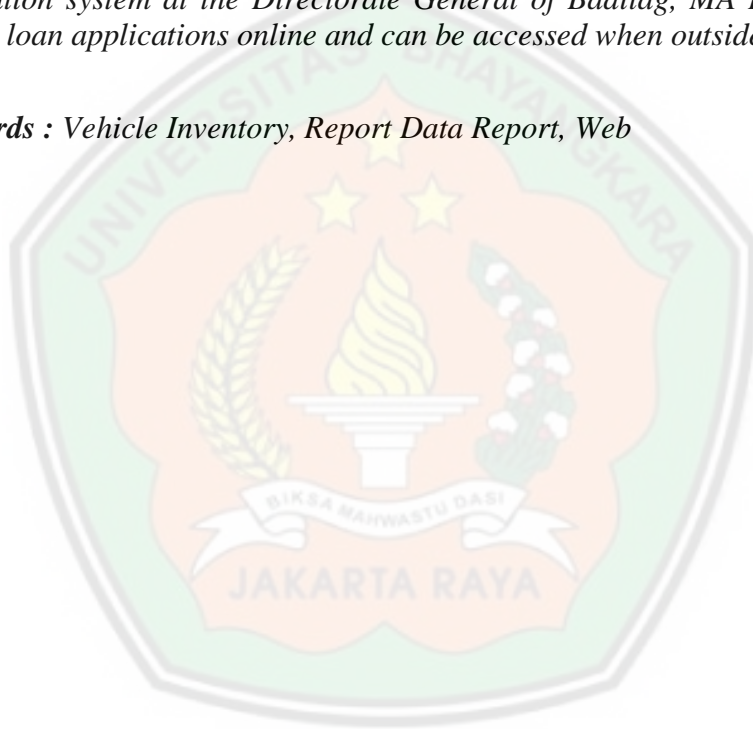 ation system at the Directorate General of Badilag, MA
loan applications online and can be accessed when outside
rds : Vehicle Inventory, Report Data Report, Web
UNIVERSITAS BHAYANGKARA
BIKSA MAHWASTU DASI
JAKARTA RAYA